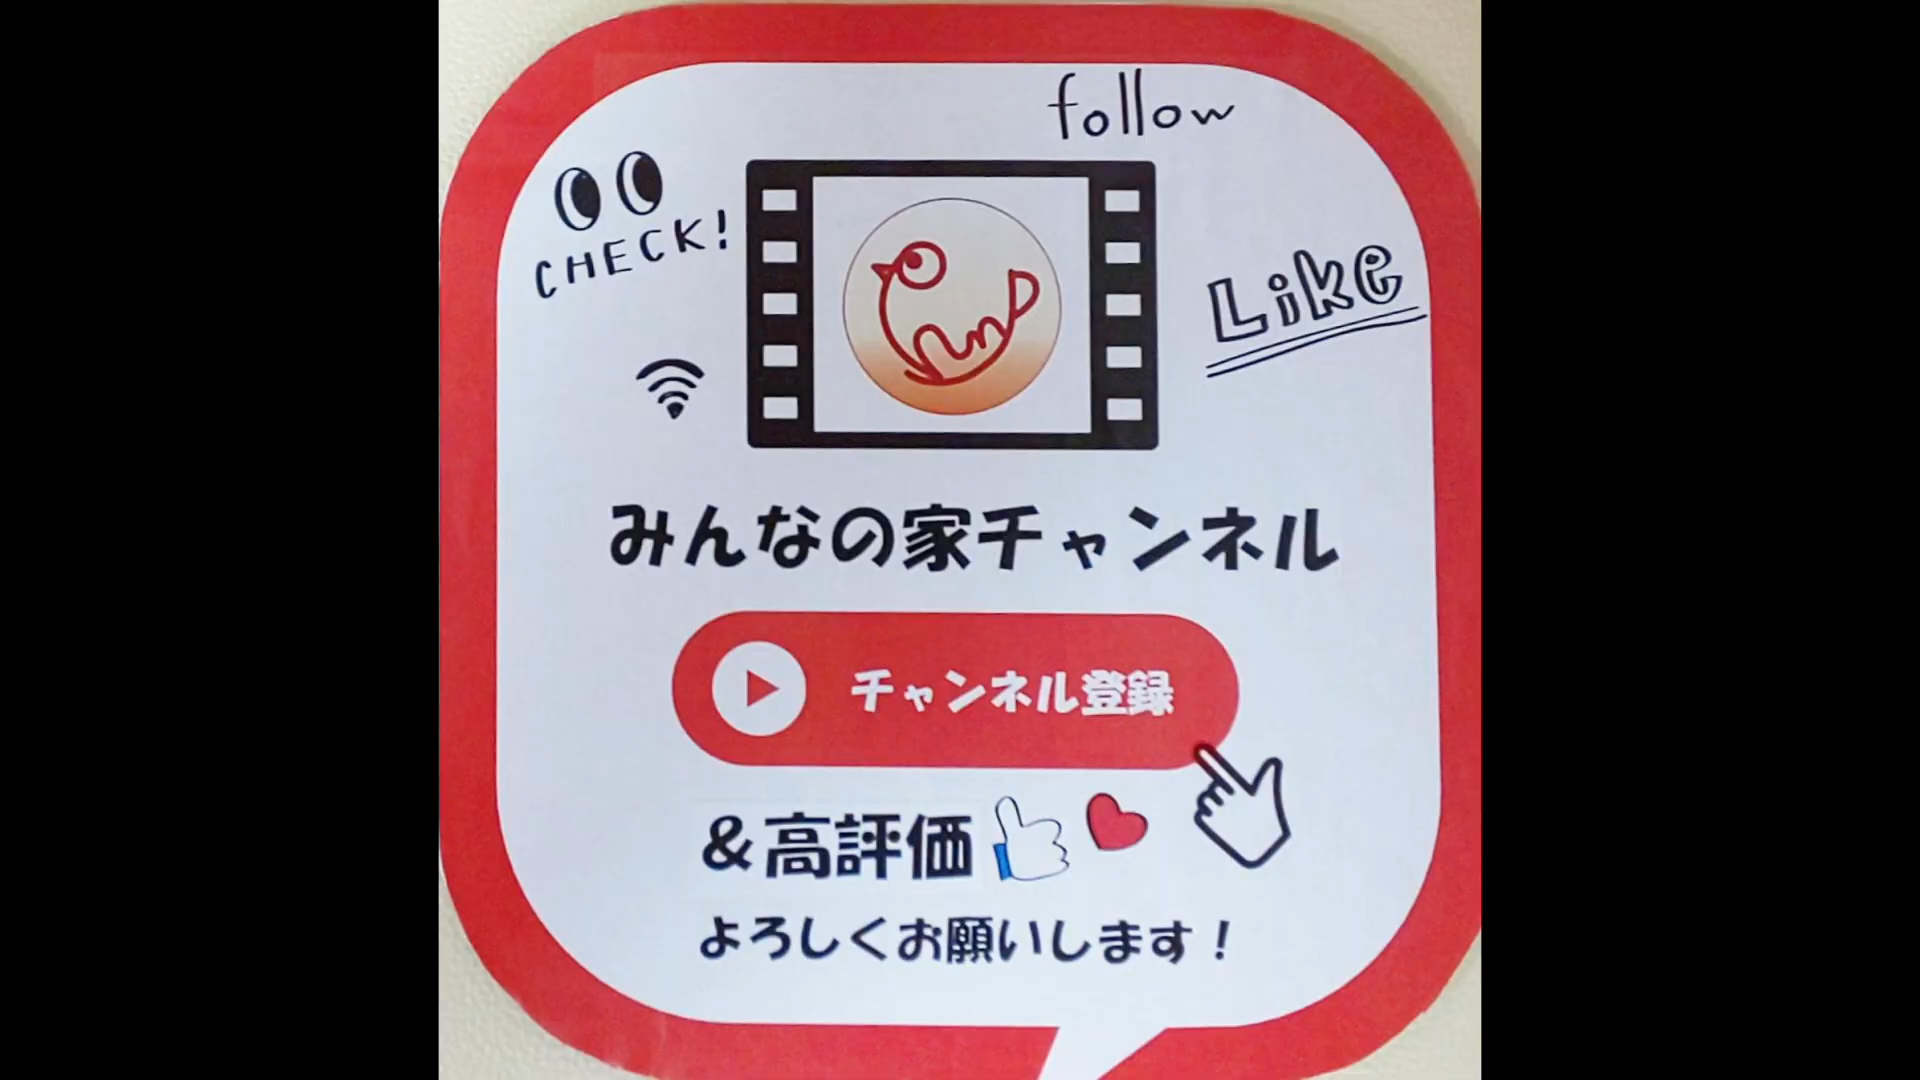 follow
CHECK!
Like
みんなの家チャンネル
チャンネル登録
&高評価
よろしくお願いします!